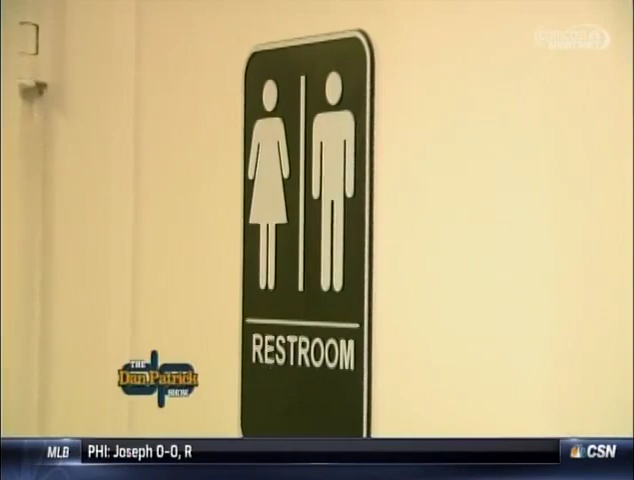 RESTROOM
THE
Dan Patrick
SHOW
MLB PHI: Joseph 0-0, R CSN